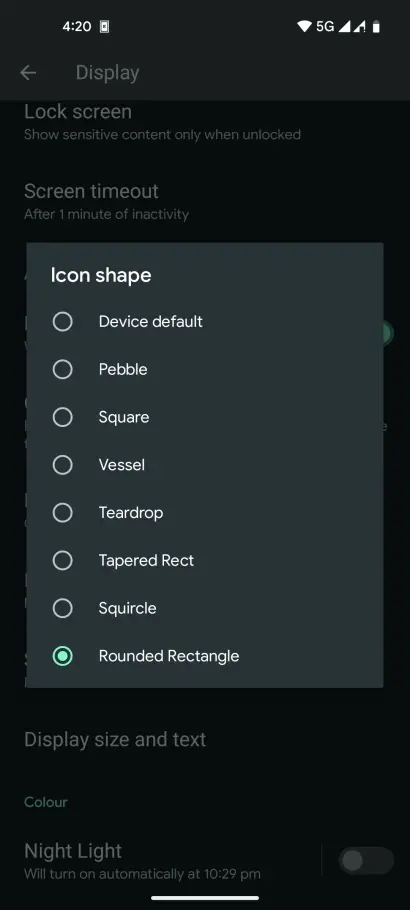 4:20
5G
Display
Lock screen
Show sensitive content only when unlocked
Screen timeout
After 1 minute of inactivity
Icon shape
Device default
Pebble
Square
Vessel
Teardrop
Tapered Rect
Squircle
Rounded Rectangle
Display size and text
Colour
Night Light
Will turn on automatically at 10:29 pm